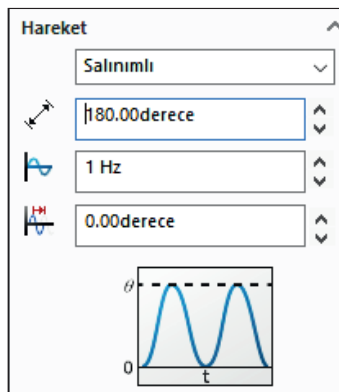 Hareket
Salınımlı
180.00derece
1 Hz
0.00derece
θ
0
t